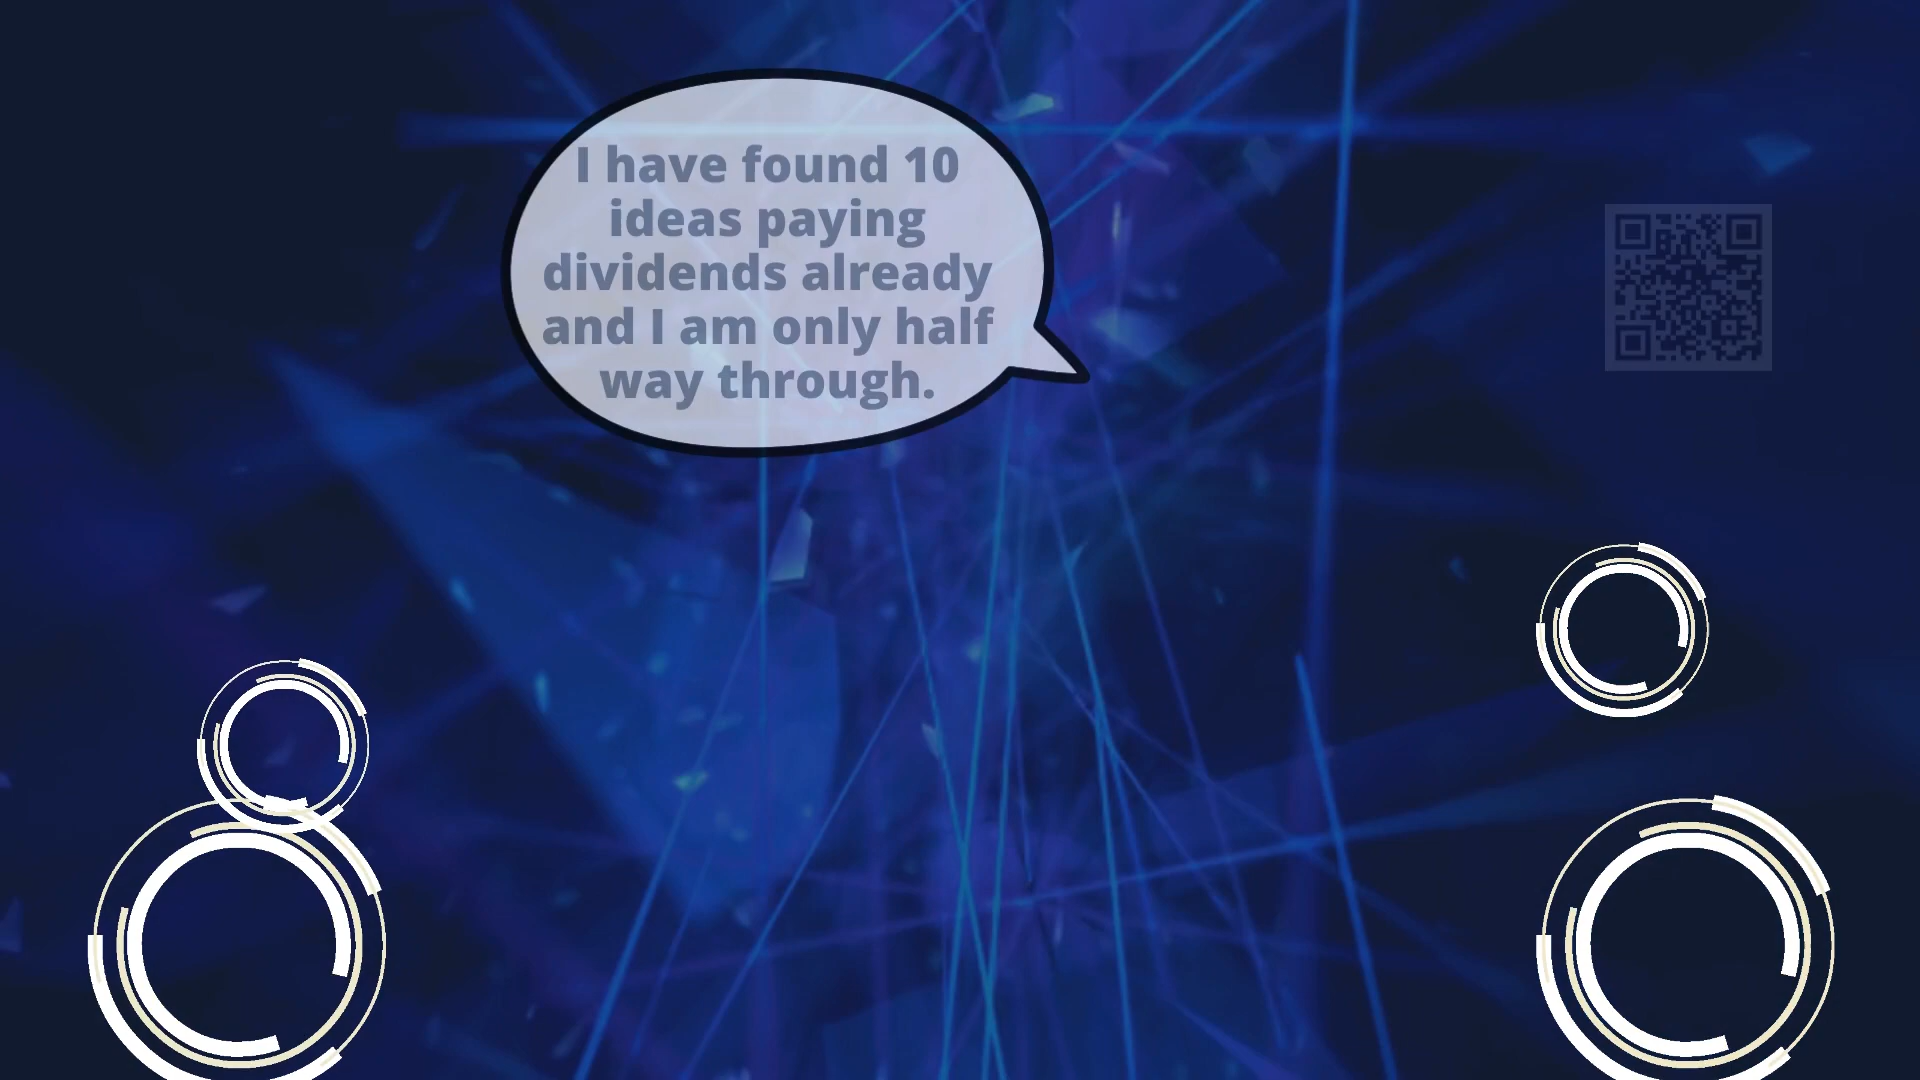 I have found 10
ideas paying
dividends already
and I am only half
way through.